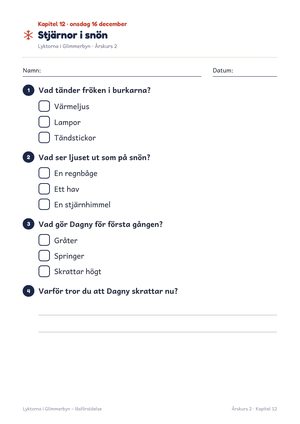 Kapitel 12 · onsdag 16 december
Stjärnor i snön
Lyktorna i Glimmerbyn · Årskurs 2
Namn:
Datum:
1 Vad tänder fröken i burkarna?
Värmeljus
Lampor
Tändstickor
2 Vad ser ljuset ut som på snön?
En regnbåge
Ett hav
En stjärnhimmel
3 Vad gör Dagny för första gången?
Gråter
Springer
Skrattar högt
4 Varför tror du att Dagny skrattar nu?
Lyktorna i Glimmerbyn – läsförståelse
Årskurs 2 · Kapitel 12